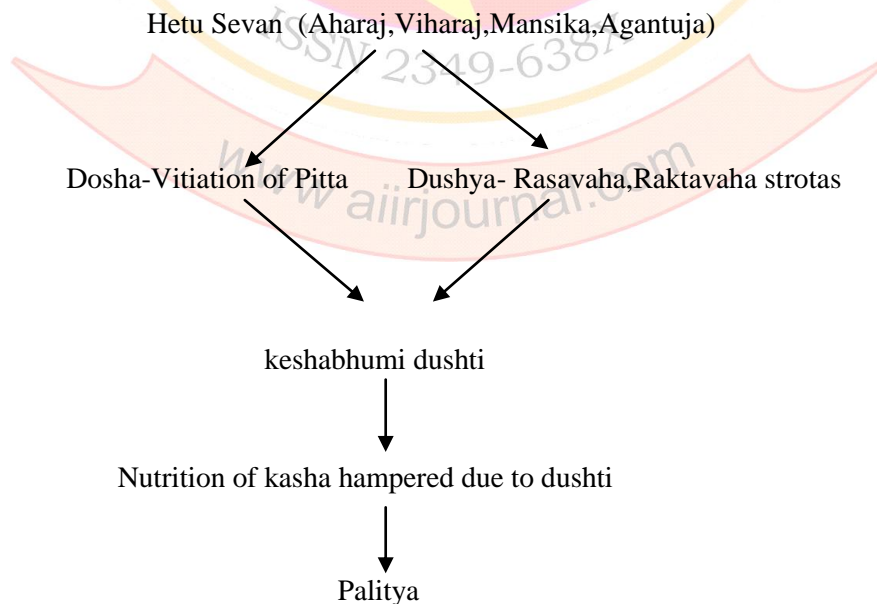 Hetu Sevan (Aharaj,Viharaj,Mansika,Agantuja)
ISSN 2349-638X
www.aiirjournal.com
Dosha-Vitiation of Pitta Dushya- Rasavaha,Raktavaha strotas
keshabhumi dushti
Nutrition of kasha hampered due to dushti
Palitya